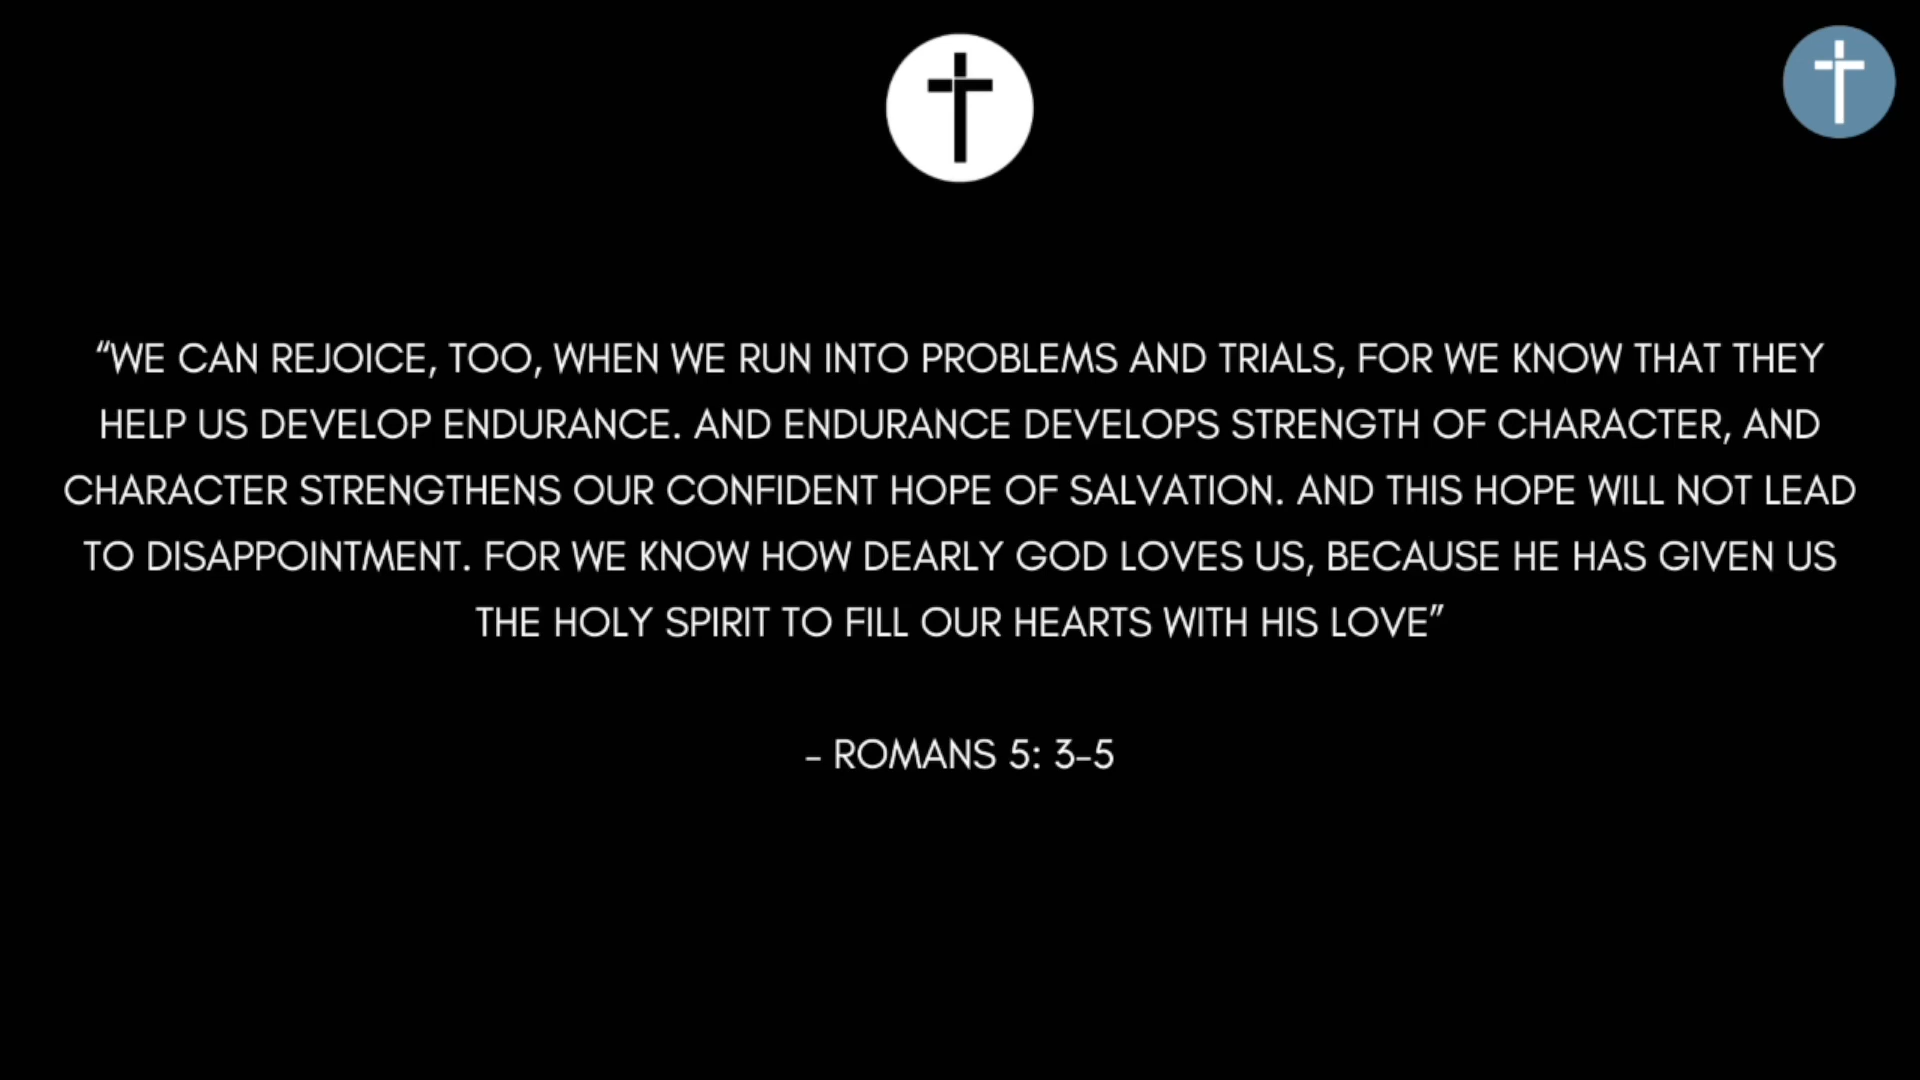 “WE CAN REJOICE, TOO, WHEN WE RUN INTO PROBLEMS AND TRIALS, FOR WE KNOW THAT THEY
HELP US DEVELOP ENDURANCE. AND ENDURANCE DEVELOPS STRENGTH OF CHARACTER, AND
CHARACTER STRENGTHENS OUR CONFIDENT HOPE OF SALVATION. AND THIS HOPE WILL NOT LEAD
TO DISAPPOINTMENT. FOR WE KNOW HOW DEARLY GOD LOVES US, BECAUSE HE HAS GIVEN US
THE HOLY SPIRIT TO FILL OUR HEARTS WITH HIS LOVE”
- ROMANS 5: 3-5